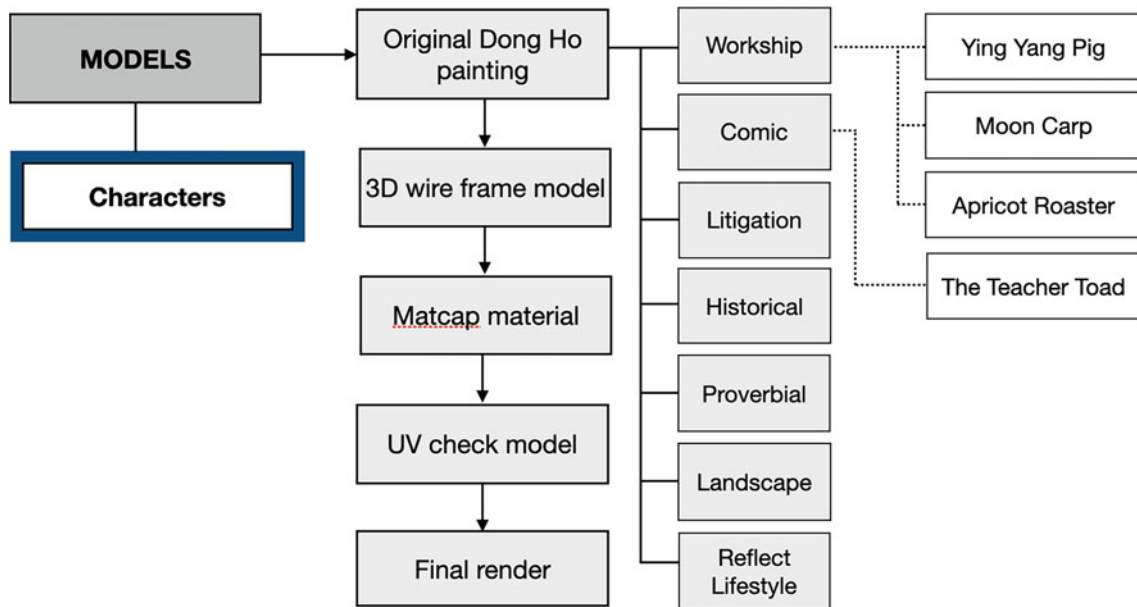 MODELS
Characters
Original Dong Ho
painting
3D wire frame model
Matcap material
UV check model
Final render
Workship
Comic
Litigation
Historical
Proverbial
Landscape
Reflect
Lifestyle
Ying Yang Pig
Moon Carp
Apricot Roaster
The Teacher Toad